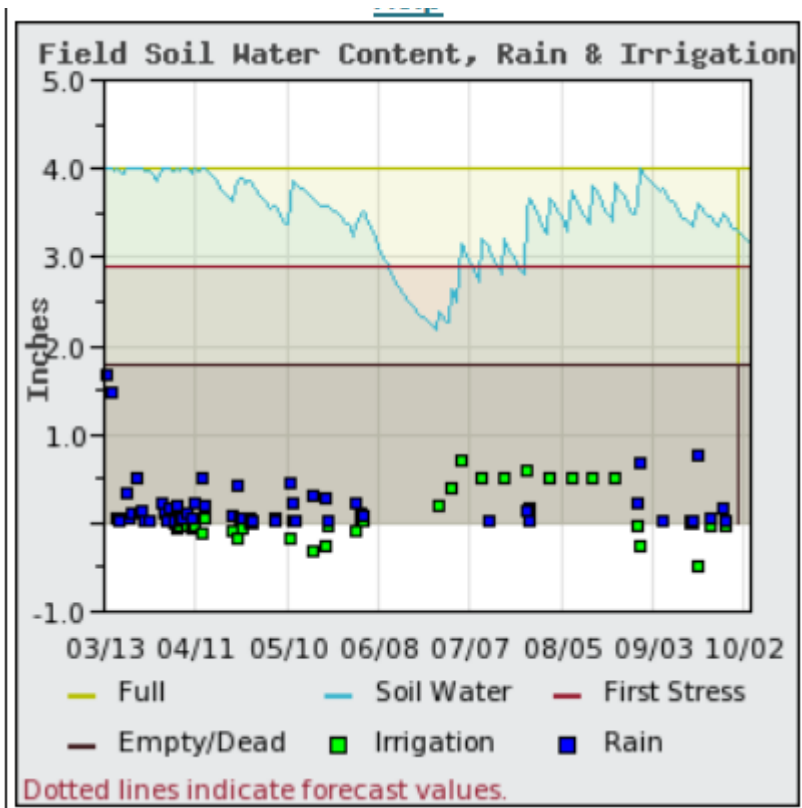 Field Soil Water Content, Rain & Irrigation
5.0
4.0
3.0
2.0
1.0
-1.0
Inches
03/13 04/11 05/10 06/08 07/07 08/05 09/03 10/02
Full Soil Water First Stress
Empty/Dead Irrigation Rain
Dotted lines indicate forecast values.